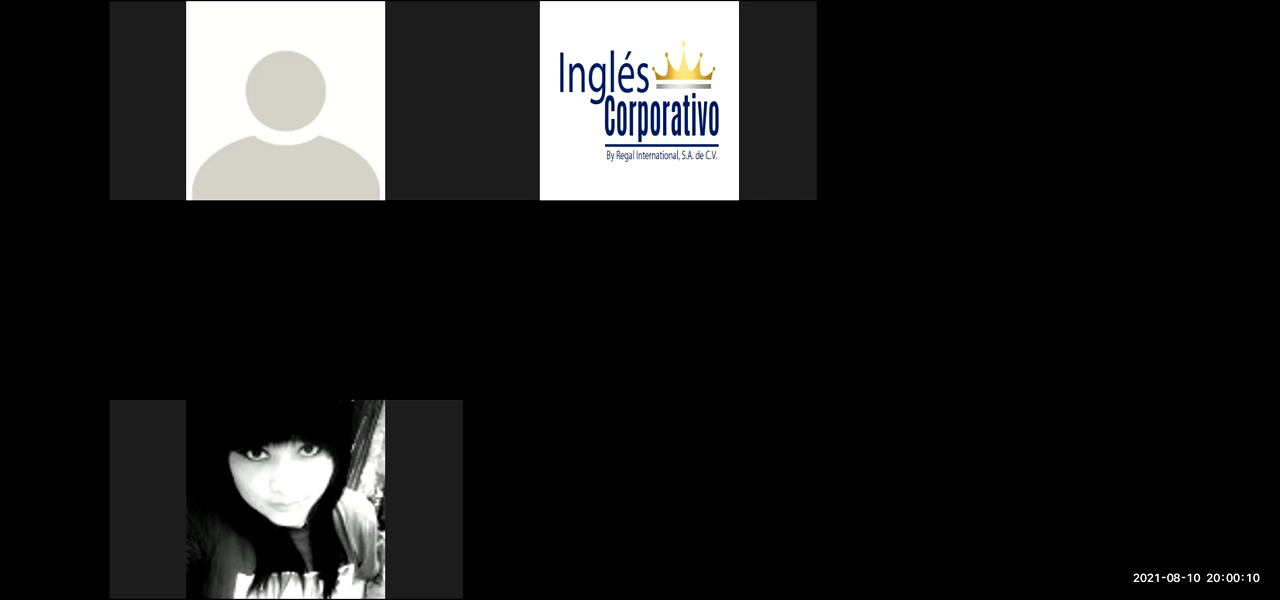 Inglés
Corporativo
By Regal International, S.A. de C.V.
2021-08-10 20:00:10